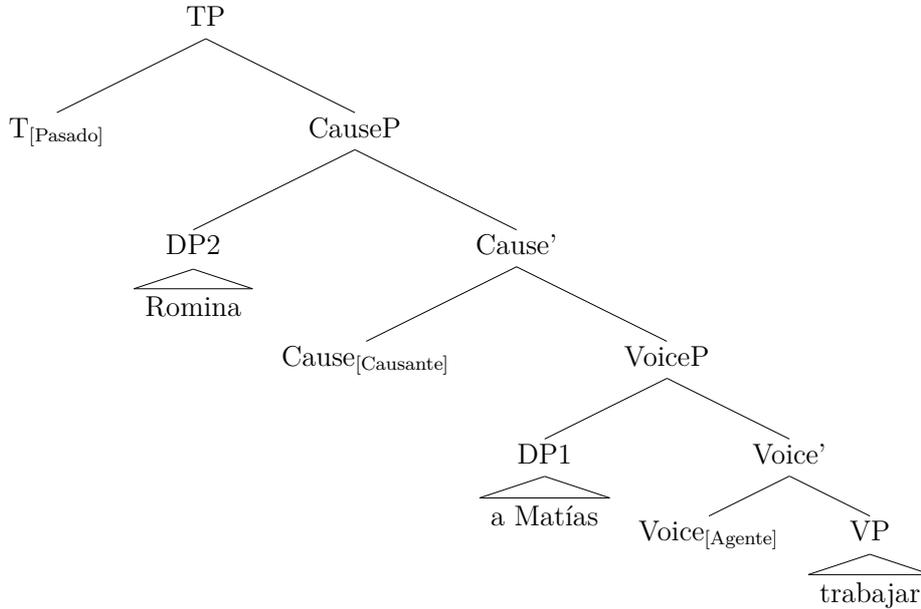 TP
T[Pasado] CauseP
DP2 Cause’
Romina
Cause[Causante] VoiceP
DP1 Voice’
a Matías
Voice[Agente] VP
trabajar